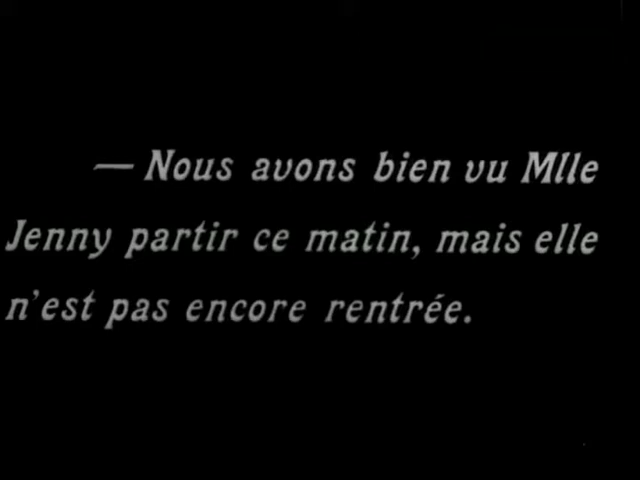 — Nous avons bien vu Mlle
Jenny partir ce matin, mais elle
n'est pas encore rentrée.